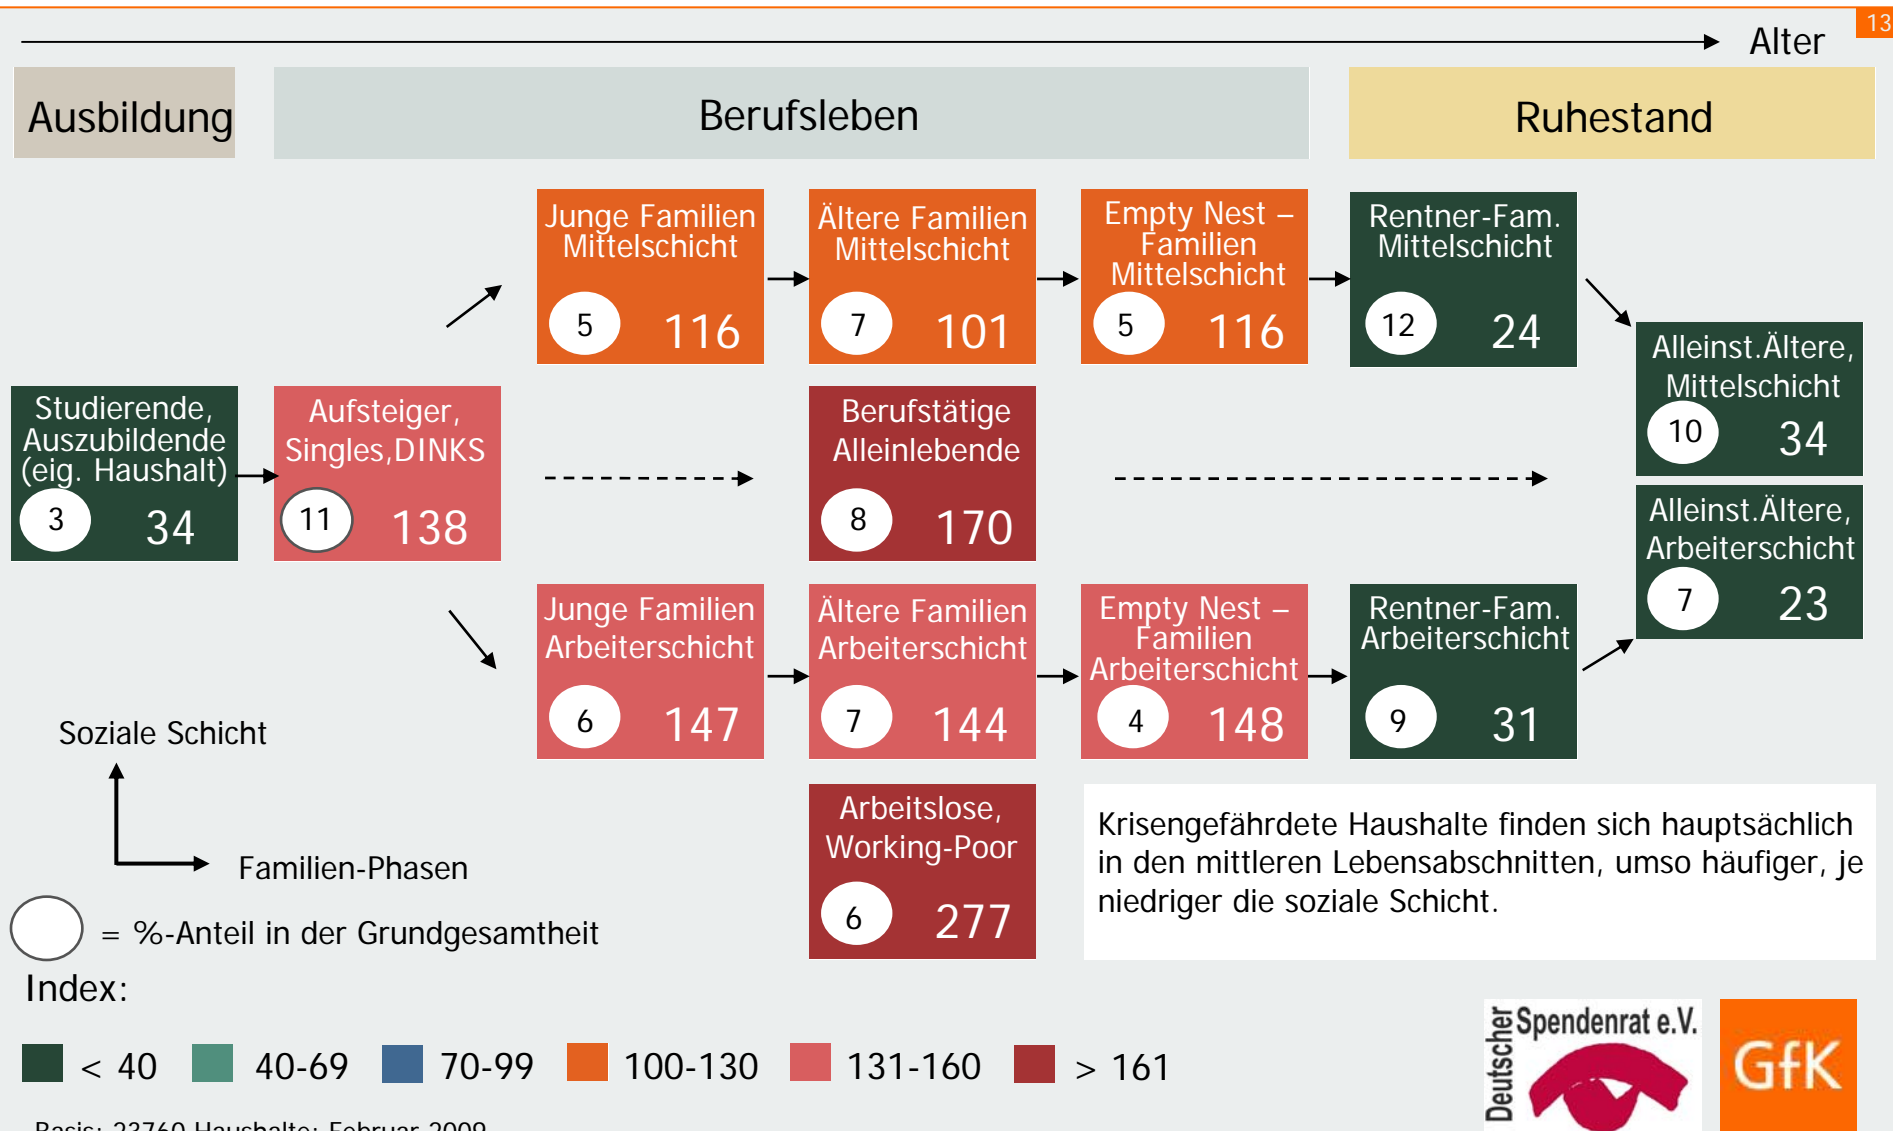 13
Alter
Ausbildung
Berufsleben
Ruhestand
Junge Familien
Mittelschicht
5 116
Ältere Familien
Mittelschicht
7 101
Empty Nest –
Familien
Mittelschicht
5 116
Rentner-Fam.
Mittelschicht
12 24
Alleinst.Ältere,
Mittelschicht
10 34
Studierende,
Auszubildende
(eig. Haushalt)
3 34
Aufsteiger,
Singles,DINKS
11 138
Berufstätige
Alleinlebende
8 170
Alleinst.Ältere,
Arbeiterschicht
7 23
Junge Familien
Arbeiterschicht
6 147
Ältere Familien
Arbeiterschicht
7 144
Empty Nest –
Familien
Arbeiterschicht
4 148
Rentner-Fam.
Arbeiterschicht
9 31
Soziale Schicht
Familien-Phasen
Arbeitslose,
Working-Poor
6 277
Krisengefährdete Haushalte finden sich hauptsächlich
in den mittleren Lebensabschnitten, umso häufiger, je
niedriger die soziale Schicht.
= %-Anteil in der Grundgesamtheit
Index:
< 40 40-69 70-99 100-130 131-160 > 161
Basis: 23760 Haushalte; Februar 2009
Deutscher
Spendenrat e.V.
GfK